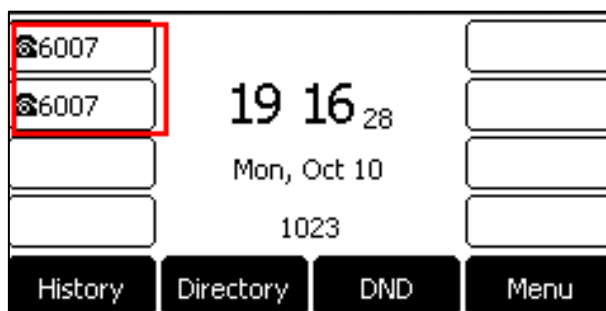 ☎6007
☎6007
19 16 28
Mon, Oct 10
1023
History Directory DND Menu